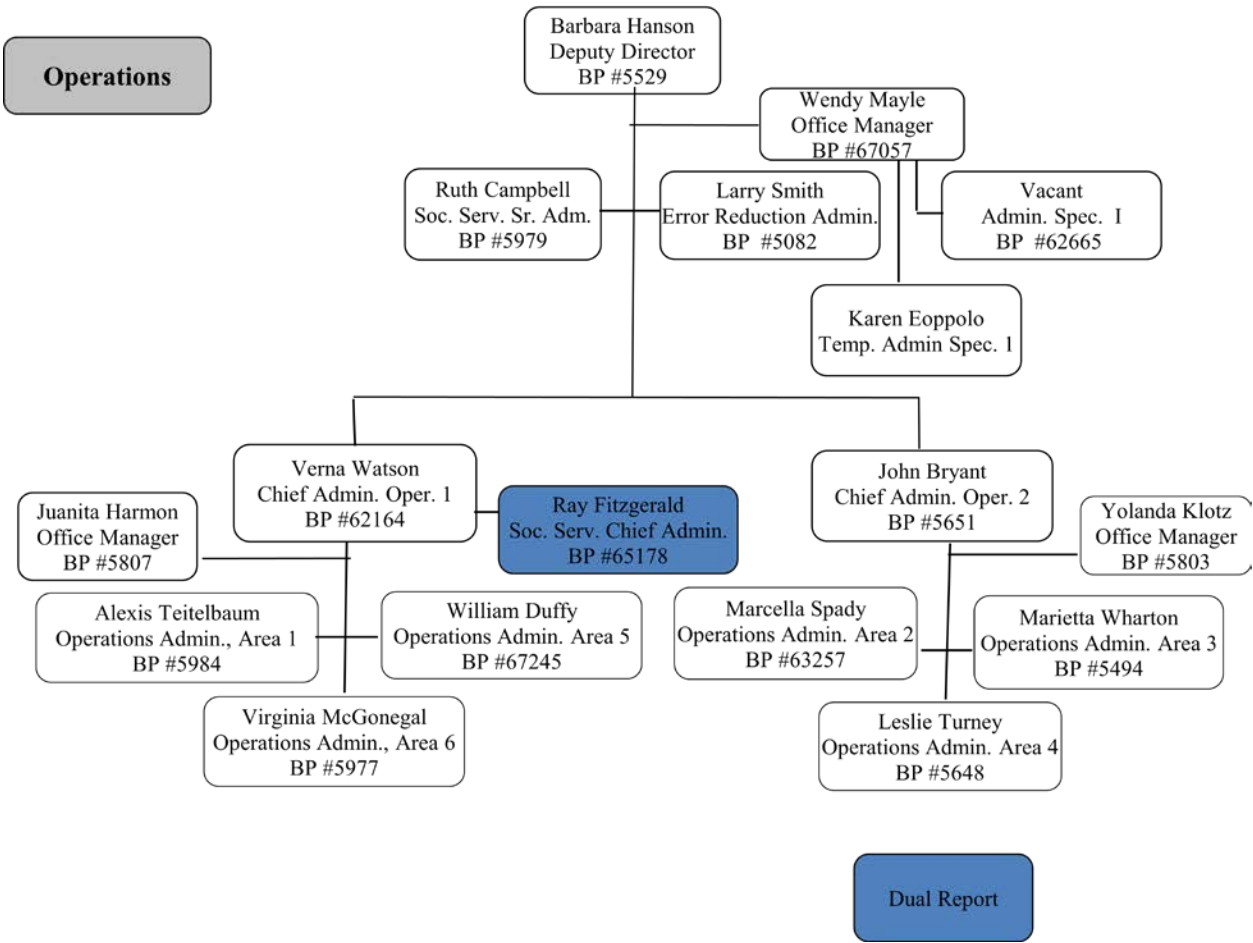 Operations
Barbara Hanson
Deputy Director
BP #5529
Wendy Mayle
Office Manager
BP #67057
Ruth Campbell
Soc. Serv. Sr. Adm.
BP #5979
Larry Smith
Error Reduction Admin.
BP #5082
Vacant
Admin. Spec. I
BP #62665
Karen Eoppolo
Temp. Admin Spec. 1
Verna Watson
Chief Admin. Oper. 1
BP #62164
John Bryant
Chief Admin. Oper. 2
BP #5651
Juanita Harmon
Office Manager
BP #5807
Ray Fitzgerald
Soc. Serv. Chief Admin.
BP #65178
Yolanda Klotz
Office Manager
BP #5803
Alexis Teitelbaum
Operations Admin., Area 1
BP #5984
William Duffy
Operations Admin. Area 5
BP #67245
Marcella Spady
Operations Admin. Area 2
BP #63257
Marietta Wharton
Operations Admin. Area 3
BP #5494
Virginia McGonegal
Operations Admin., Area 6
BP #5977
Leslie Turney
Operations Admin. Area 4
BP #5648
Dual Report